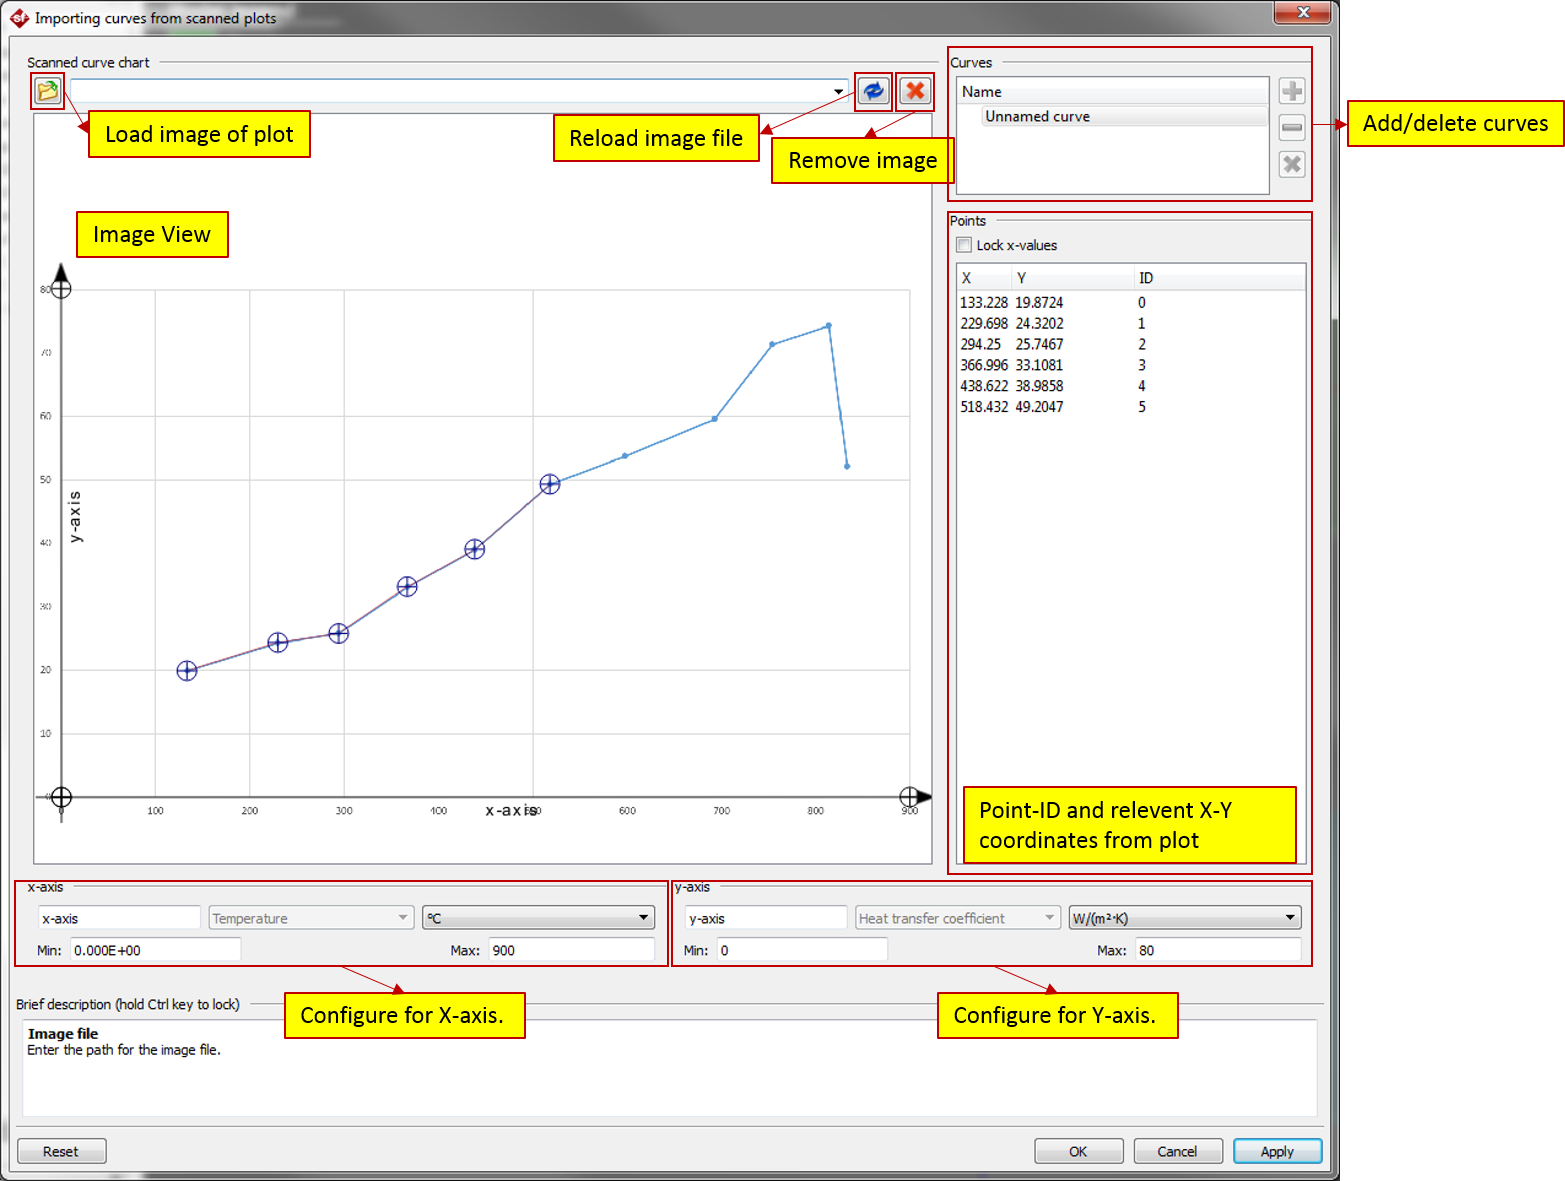 Importing curves from scanned plots
Scanned curve chart
Load image of plot
Reload image file
Remove image
Curves
Name
Unnamed curve
Add/delete curves
Image View
80
70
60
50
40
30
20
10
0
y-axis
0 100 200 300 400 500 600 700 800 900
x-axis
Points
Lock x-values
X Y ID
133.228 19.8724 0
229.698 24.3202 1
294.25 25.7467 2
366.996 33.1081 3
438.622 38.9858 4
518.432 49.2047 5
Point-ID and relevent X-Y
coordinates from plot
x-axis
x-axis Temperature °C
Min: 0.000E+00 Max: 900
y-axis
y-axis Heat transfer coefficient W/(m²·K)
Min: 0 Max: 80
Configure for X-axis.
Configure for Y-axis.
Brief description (hold Ctrl key to lock)
Image file
Enter the path for the image file.
Reset OK Cancel Apply